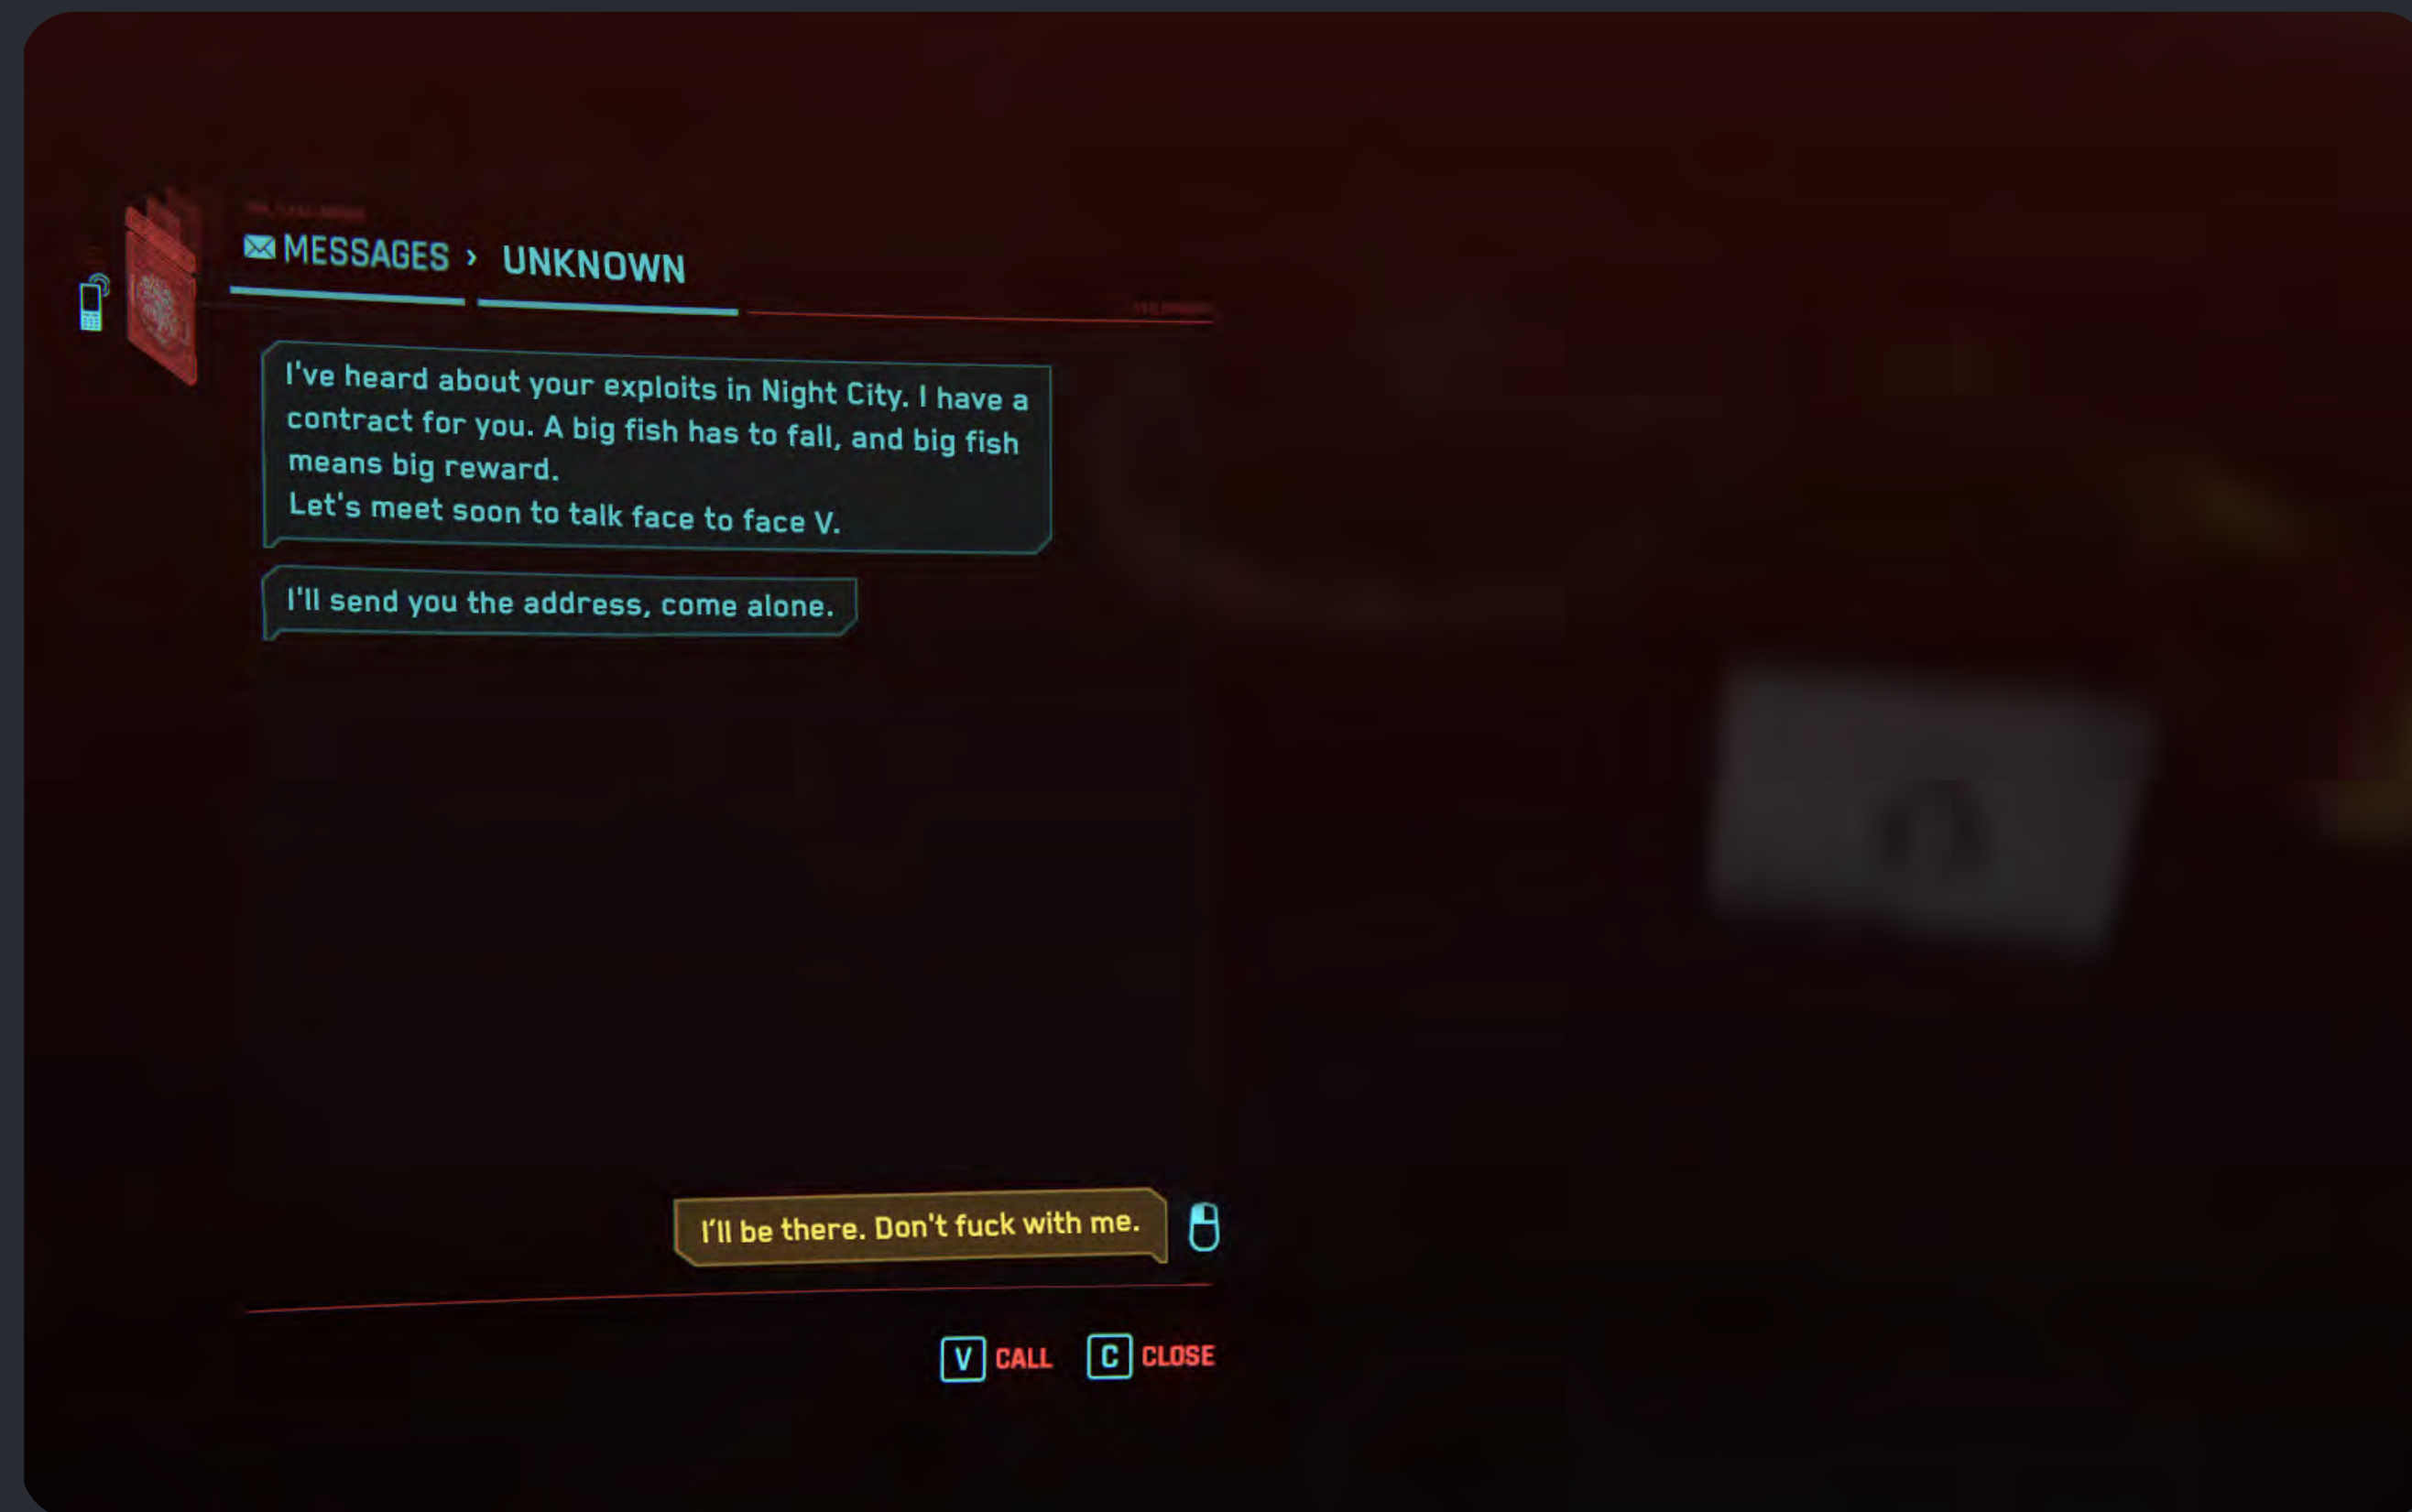 MESSAGES › UNKNOWN
I've heard about your exploits in Night City. I have a
contract for you. A big fish has to fall, and big fish
means big reward.
Let's meet soon to talk face to face V.
I'll send you the address, come alone.
I'll be there. Don't fuck with me.
V CALL C CLOSE